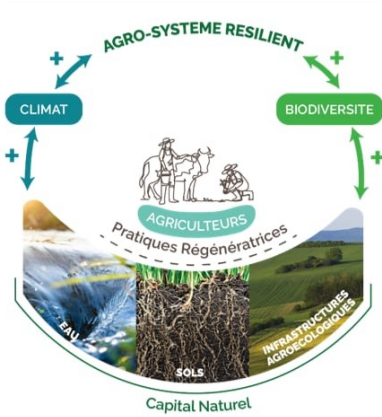 AGRO-SYSTEME RESILIENT
+
+
CLIMAT
BIODIVERSITE
+
+
AGRICULTEURS
Pratiques Régénératrices
EAU
SOLS
INFRASTRUCTURES
AGROECOLOGIQUES
Capital Naturel